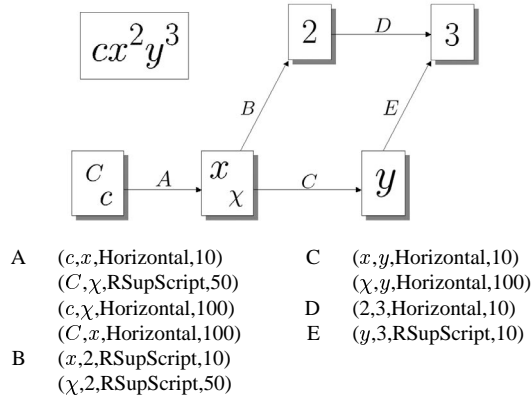 cx²y³
2 D 3
B E
C c A x χ C y
A (c,x,Horizontal,10) C (x,y,Horizontal,10)
(C,χ,RSupScript,50) (χ,y,Horizontal,100)
(c,χ,Horizontal,100) D (2,3,Horizontal,10)
(C,x,Horizontal,100) E (y,3,RSupScript,10)
B (x,2,RSupScript,10)
(χ,2,RSupScript,50)